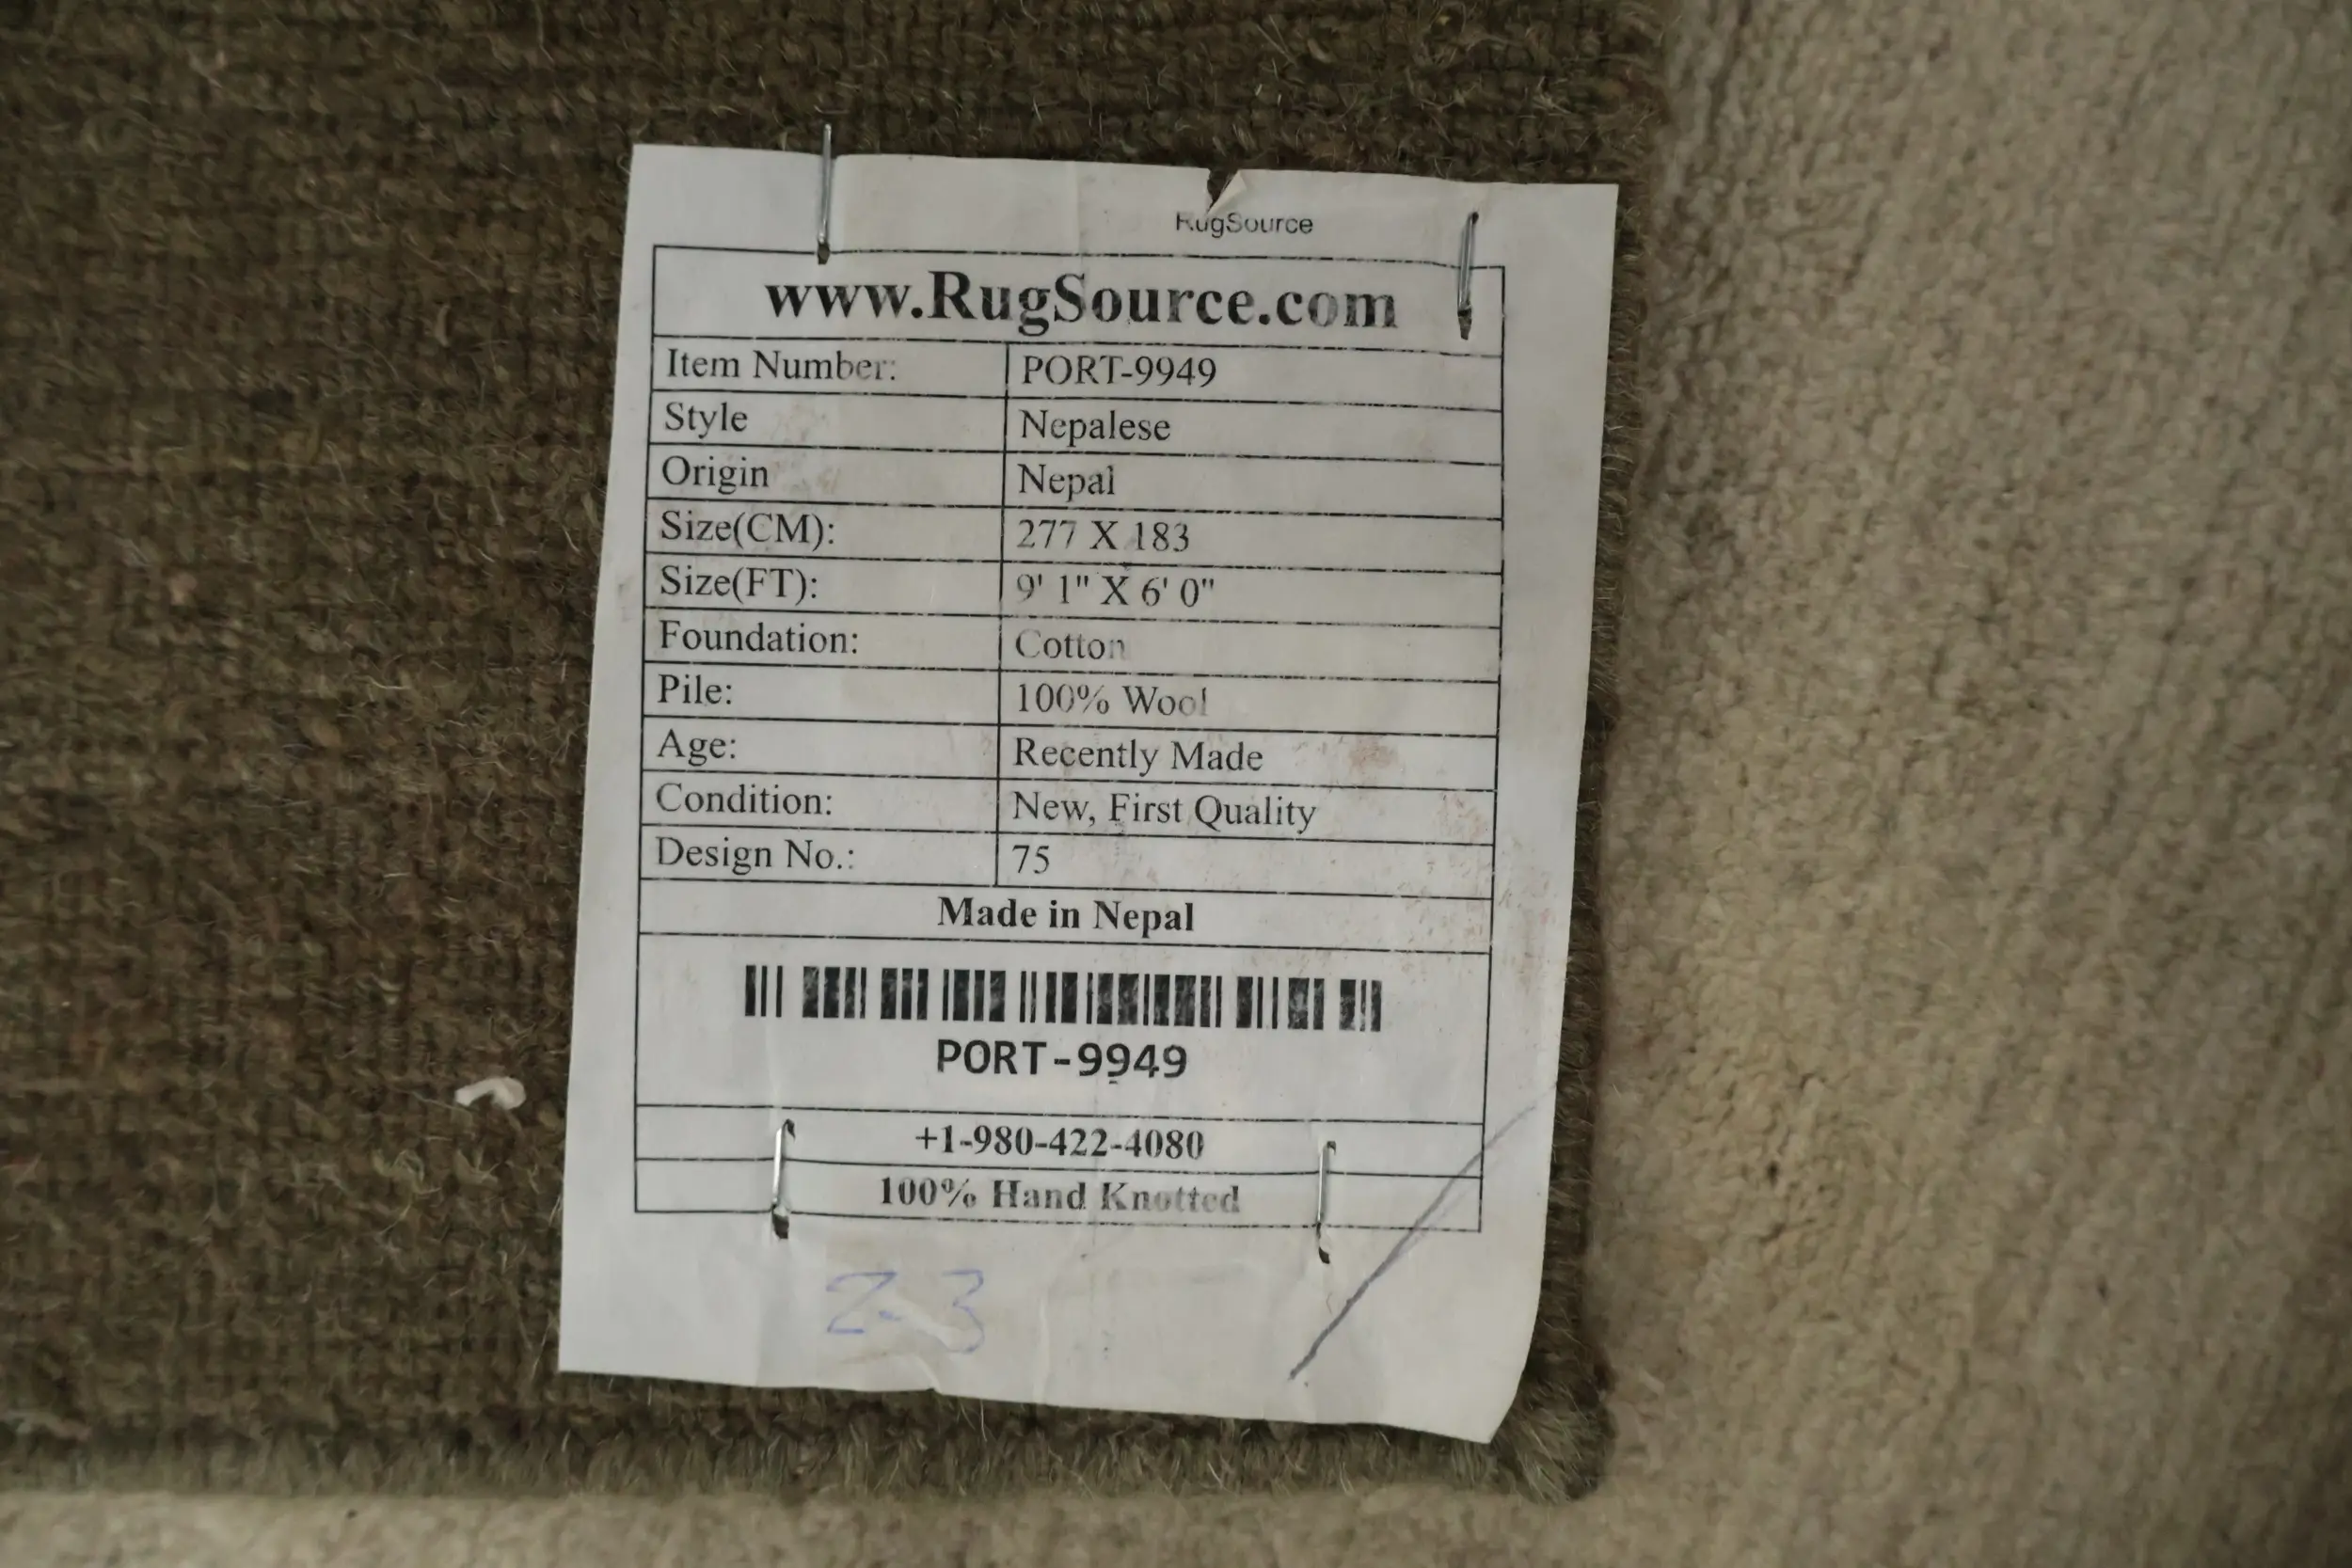 RugSource
www.RugSource.com
Item Number: PORT-9949
Style Nepalese
Origin Nepal
Size(CM): 277 X 183
Size(FT): 9' 1" X 6' 0"
Foundation: Cotton
Pile: 100% Wool
Age: Recently Made
Condition: New, First Quality
Design No.: 75
Made in Nepal
PORT-9949
+1-980-422-4080
100% Hand Knotted
2-3